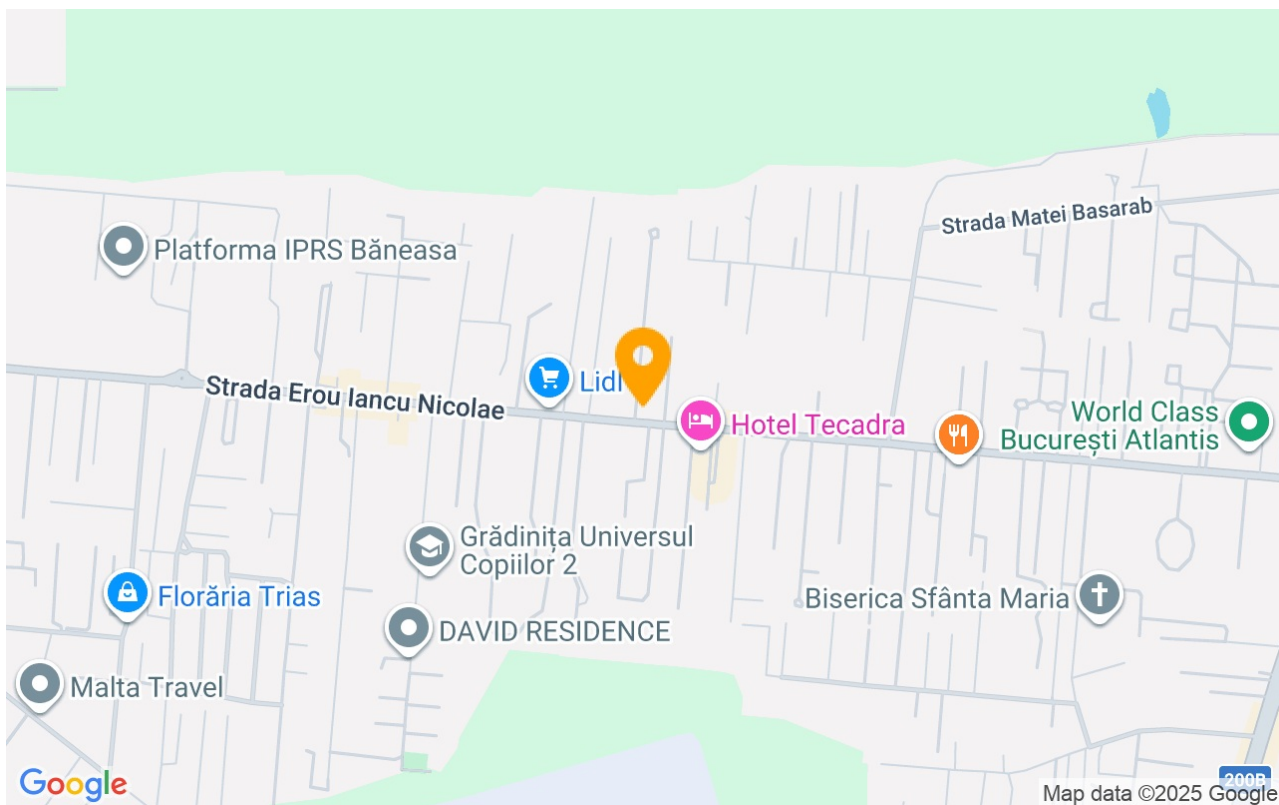 Strada Matei Basarab
Platforma IPRS Băneasa
Lidl
Strada Erou Iancu Nicolae
Hotel Tecadra
World Class
București Atlantis
Grădinița Universul
Copiilor 2
Florăria Trias
Biserica Sfânta Maria
DAVID RESIDENCE
Malta Travel
Google
200B
Map data ©2025 Google